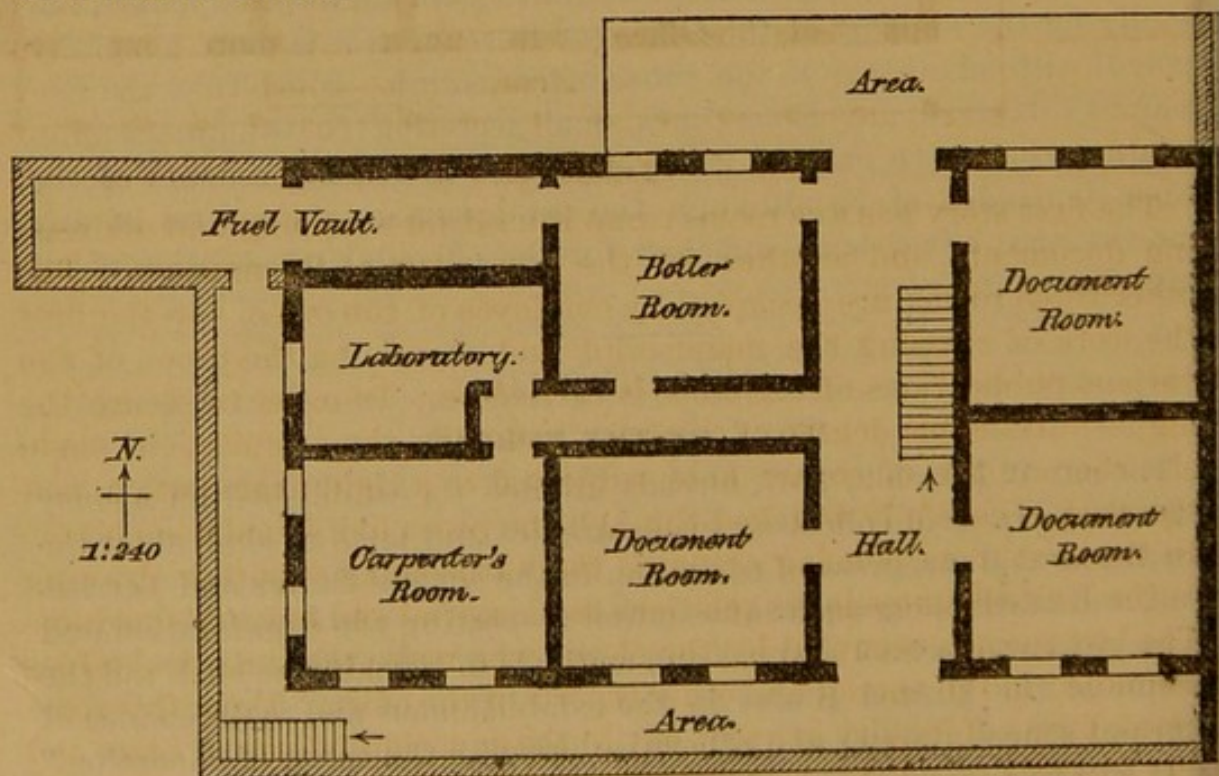 Area.
Fuel Vault.
Boiler
Room.
Document
Room.
Laboratory.
N.
1:240
Carpenter's
Room.
Document
Room.
Hall.
Document
Room.
Area.